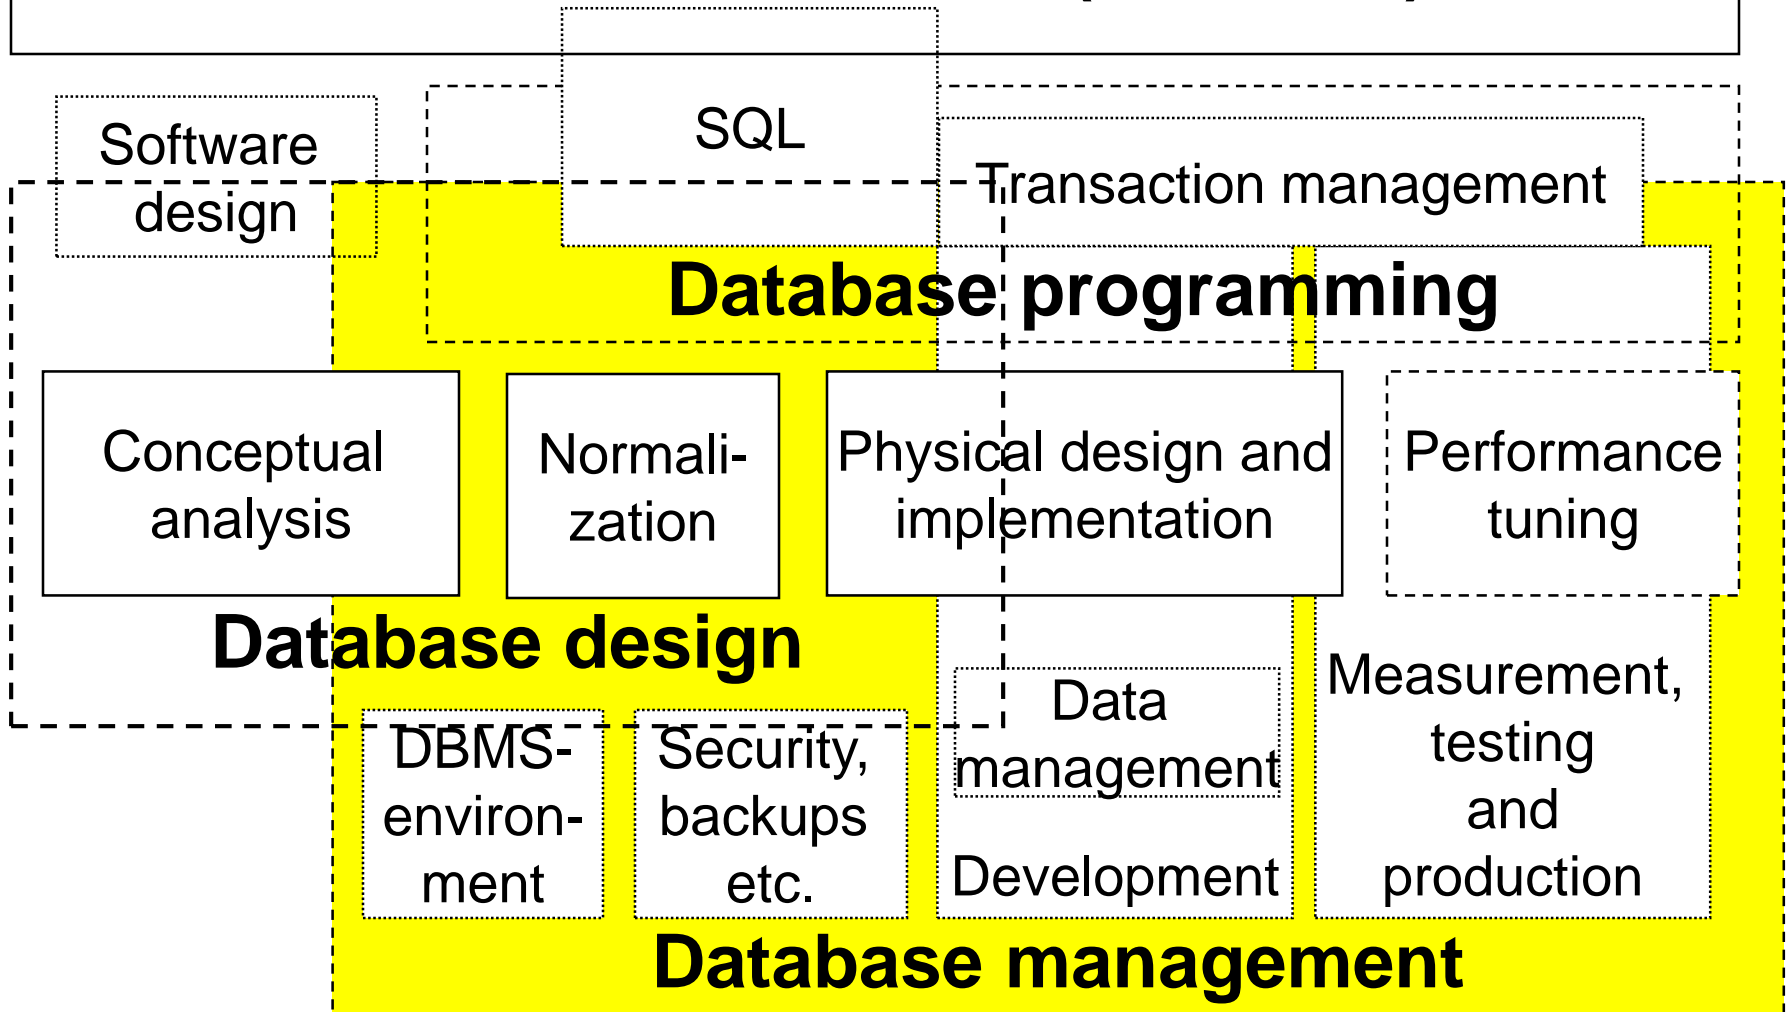 SQL
Software
design
Transaction management
Database programming
Conceptual
analysis
Normali-
zation
Physical design and
implementation
Performance
tuning
Database design
DBMS-
environ-
ment
Security,
backups
etc.
Data
management
Development
Measurement,
testing
and
production
Database management